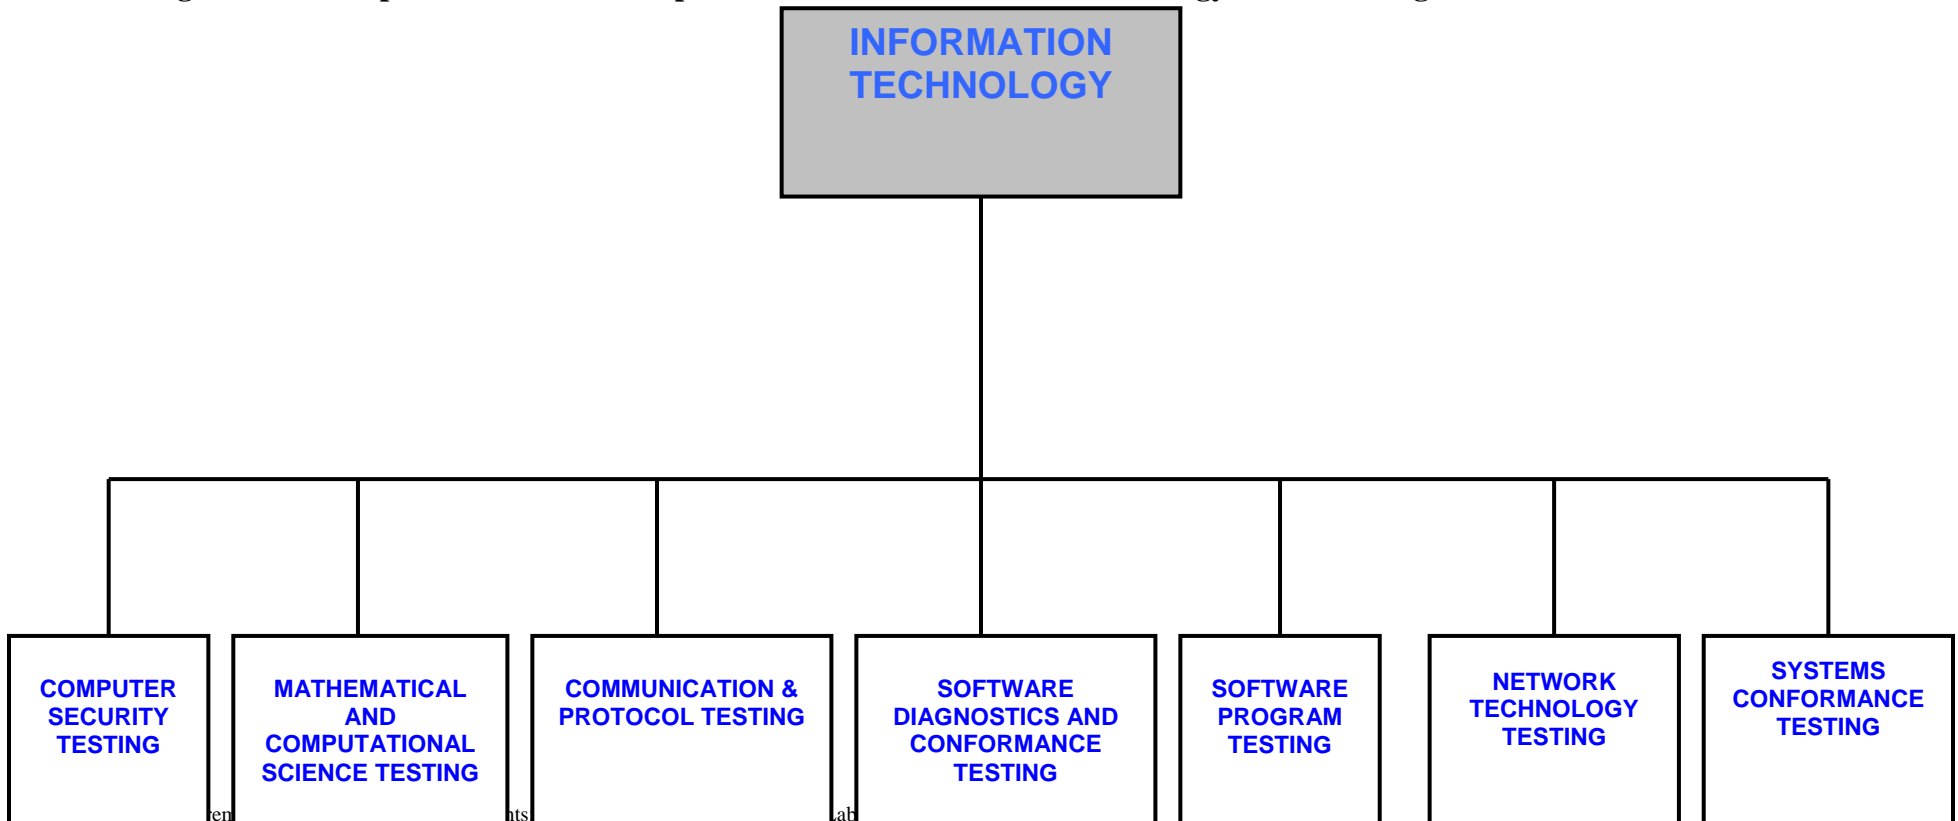 INFORMATION
TECHNOLOGY
COMPUTER
SECURITY
TESTING
MATHEMATICAL
AND
COMPUTATIONAL
SCIENCE TESTING
COMMUNICATION &
PROTOCOL TESTING
SOFTWARE
DIAGNOSTICS AND
CONFORMANCE
TESTING
SOFTWARE
PROGRAM
TESTING
NETWORK
TECHNOLOGY
TESTING
SYSTEMS
CONFORMANCE
TESTING